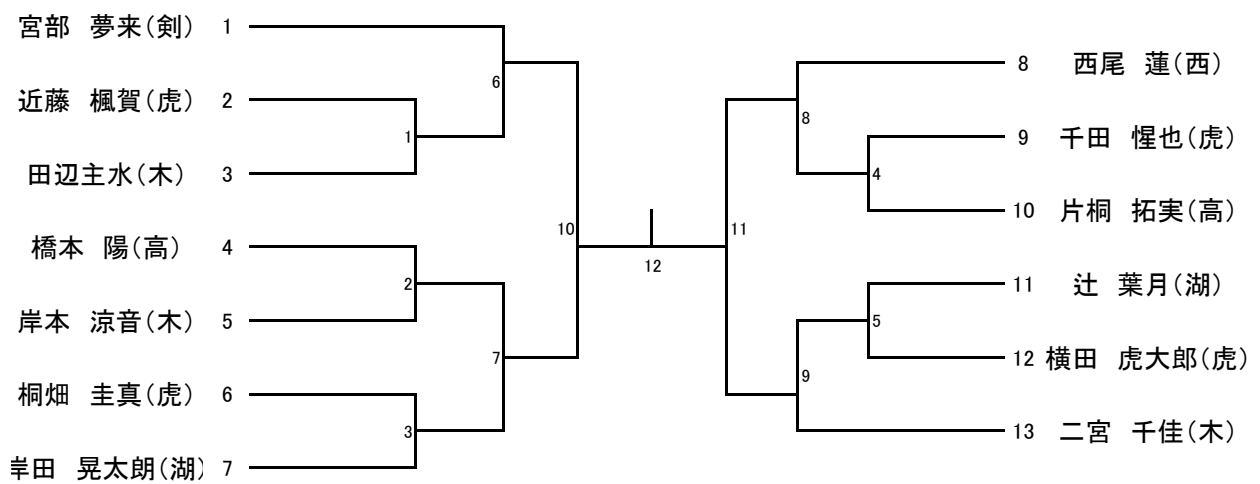 宮部 夢来(剣) 1
近藤 楓賀(虎) 2
田辺主水(木) 3
橋本 陽(高) 4
岸本 涼音(木) 5
桐畑 圭真(虎) 6
岸田 晃太朗(湖) 7
1
2
3
6
7
10
12
11
8
9
4
5
8 西尾 蓮(西)
9 千田 惺也(虎)
10 片桐 拓実(高)
11 辻 葉月(湖)
12 横田 虎大郎(虎)
13 二宮 千佳(木)